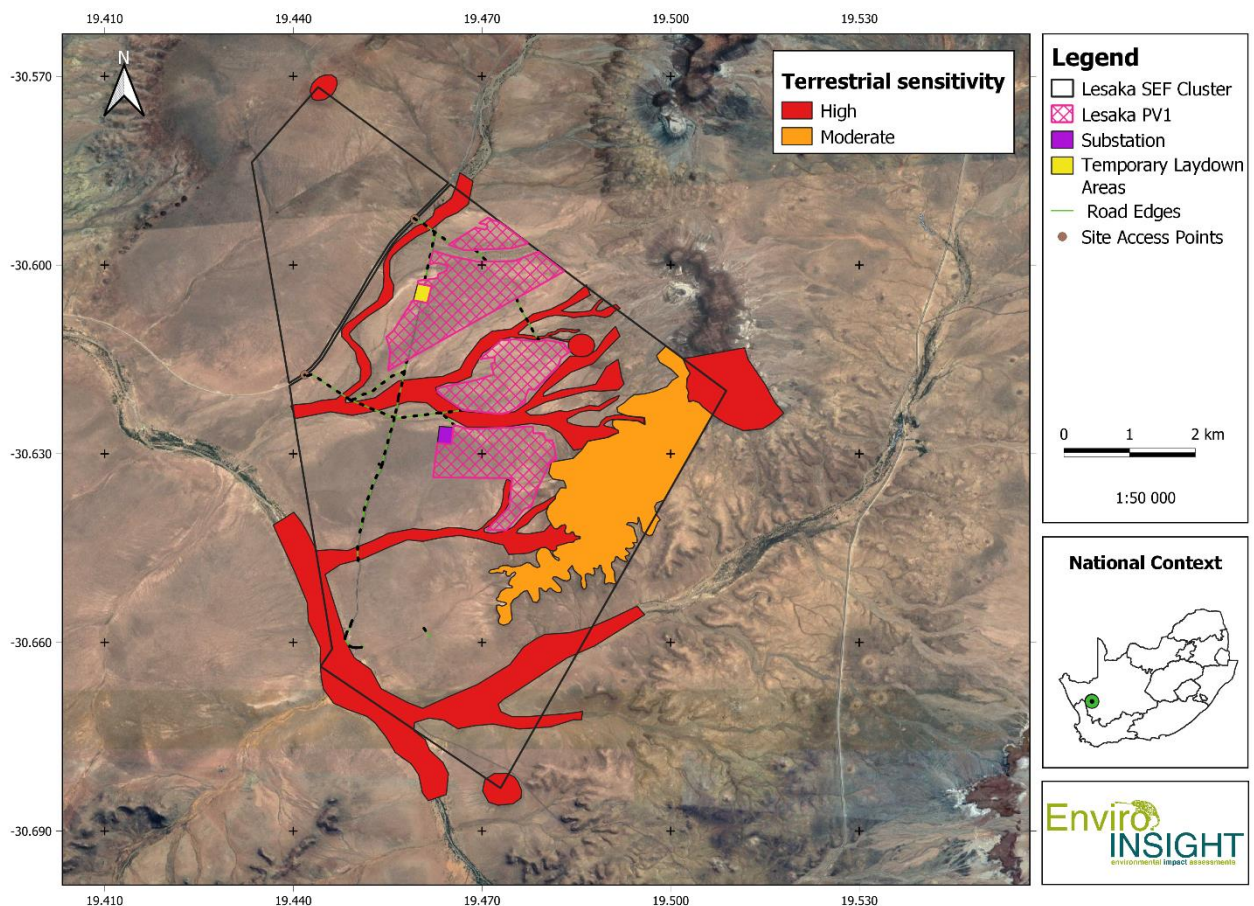 19.410 19.440 19.470 19.500 19.530
N
-30.570
-30.600
-30.630
-30.660
-30.690
Terrestrial sensitivity
High
Moderate
19.410 19.440 19.470 19.500 19.530
Legend
Lesaka SEF Cluster
Lesaka PV1
Substation
Temporary Laydown
Areas
Road Edges
Site Access Points
0 1 2 km
1:50 000
National Context
Enviro
INSIGHT
environmental impact assessments